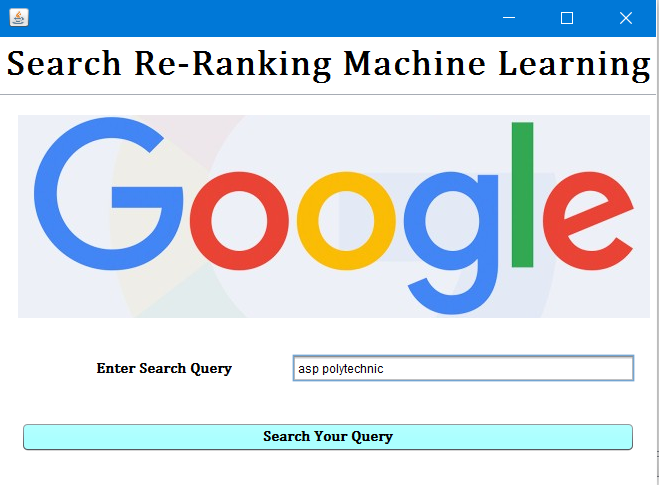 Search Re-Ranking Machine Learning
Google
Enter Search Query asp polytechnic
Search Your Query